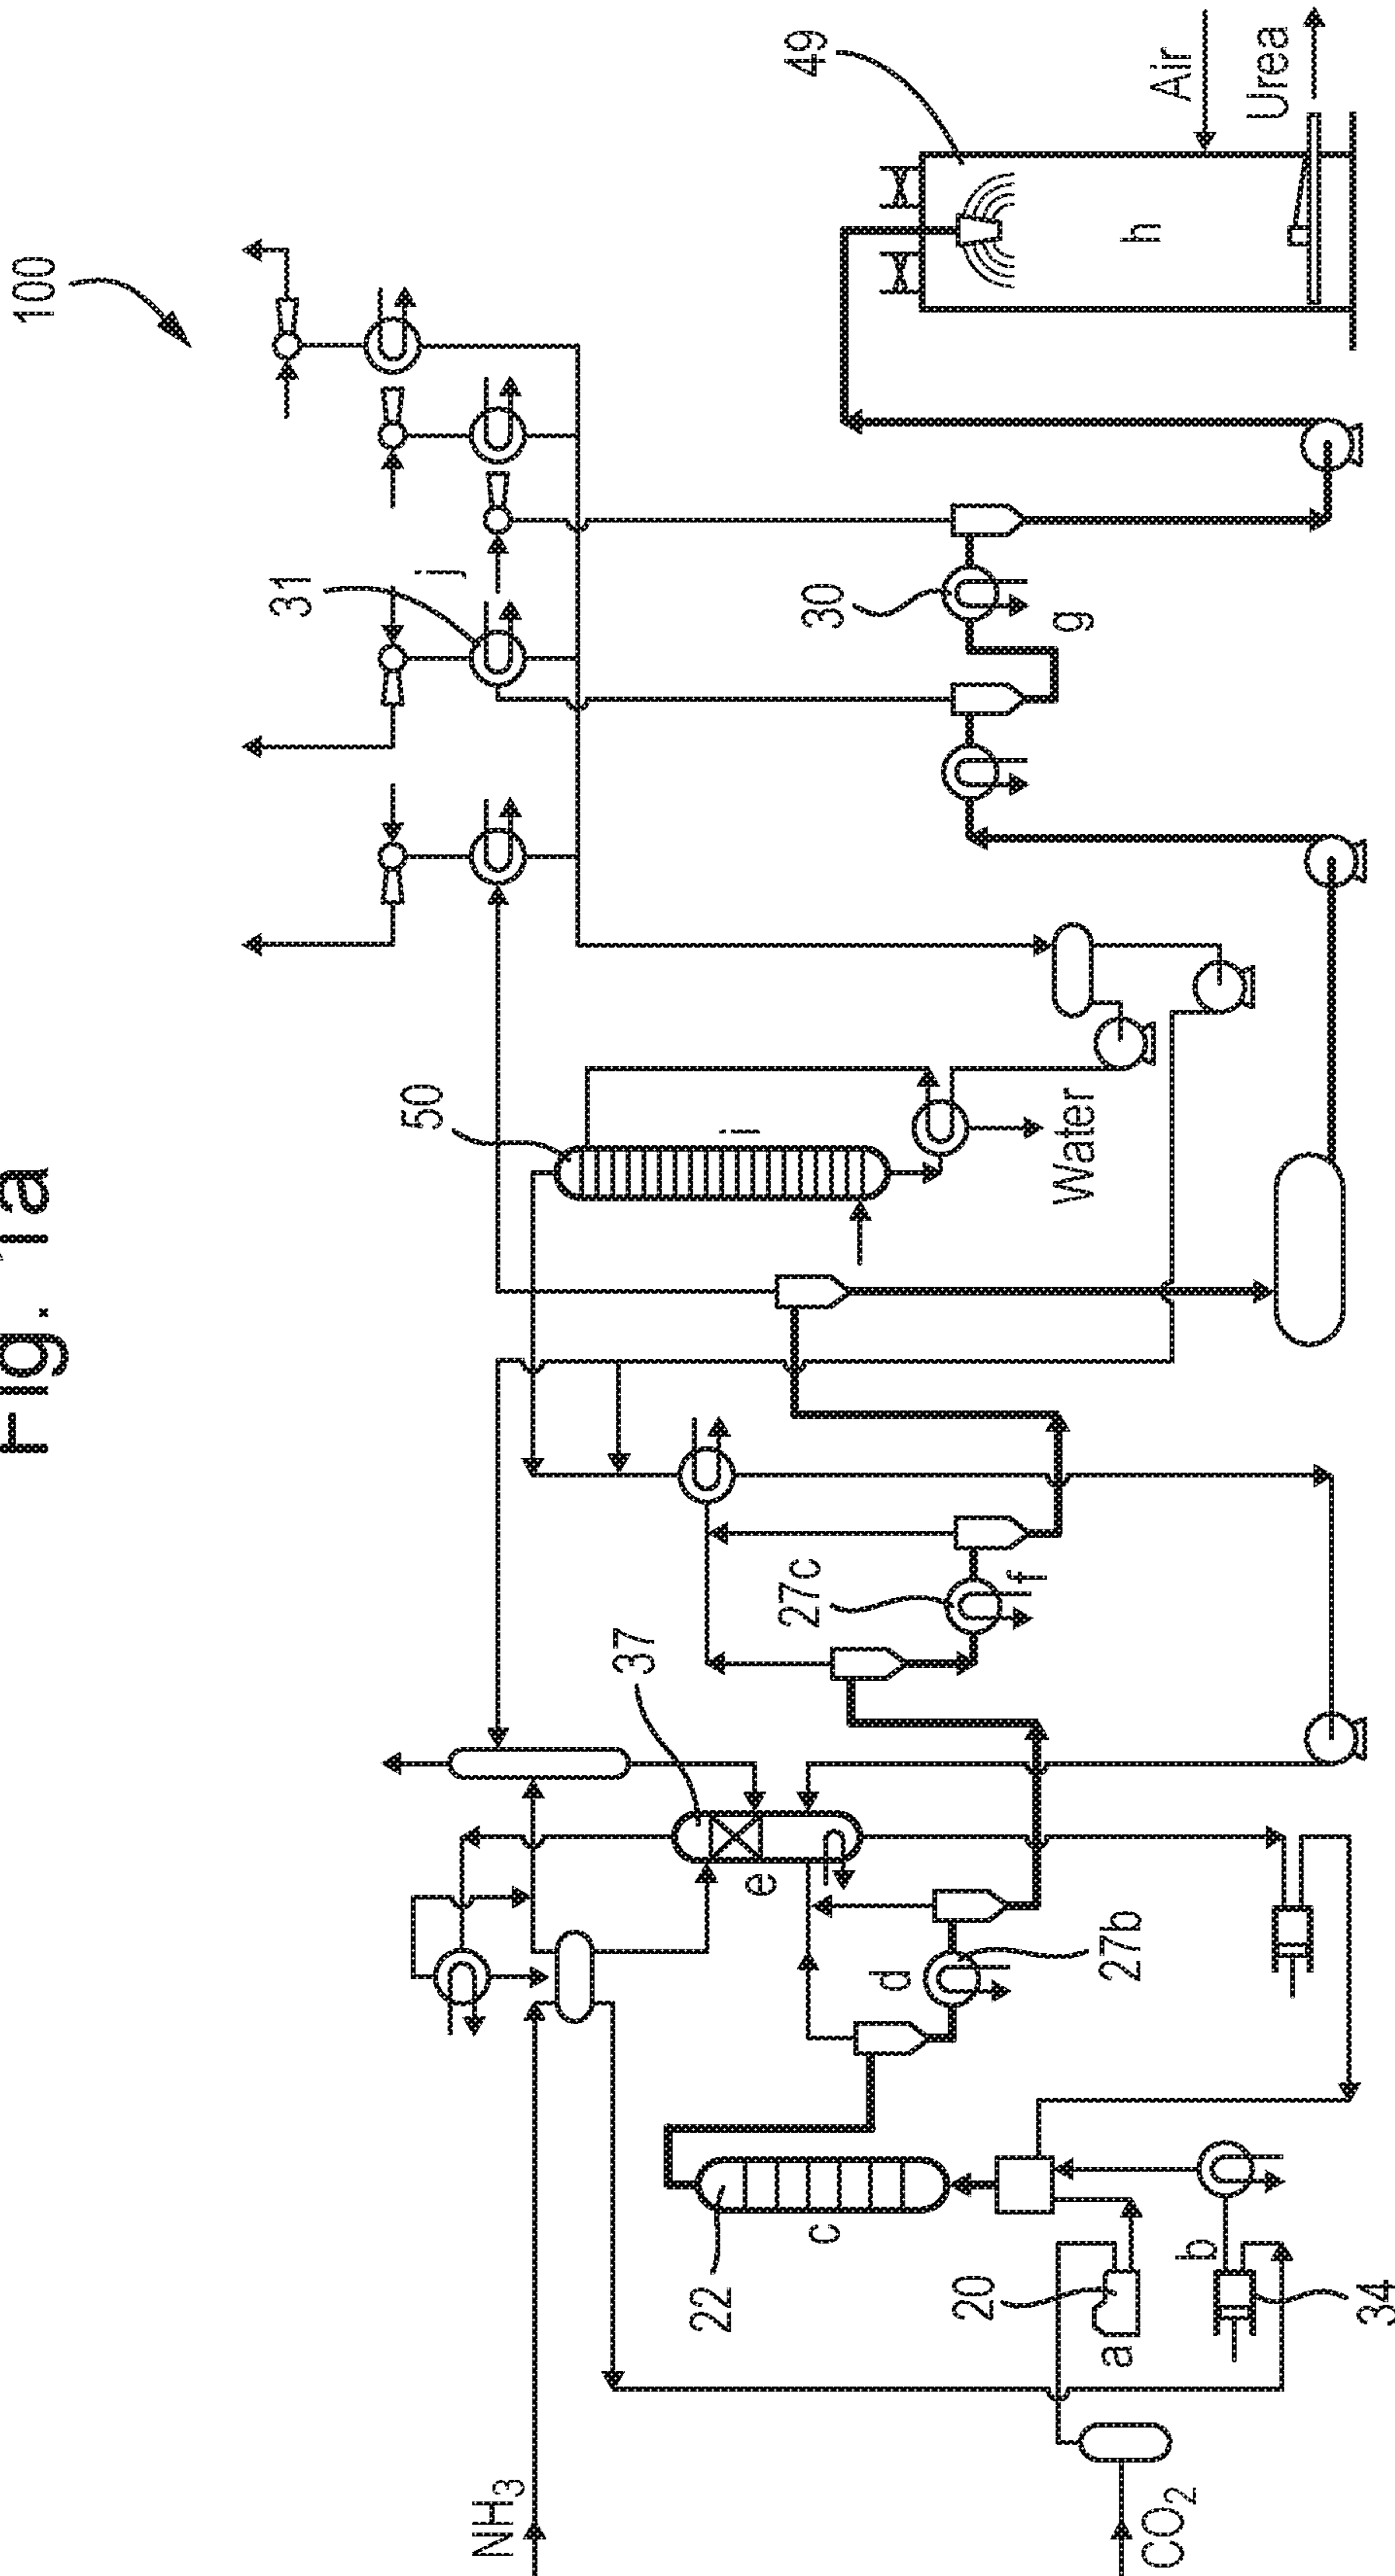 Fig. 1a
100
49
Air
Urea
h
31
j
30
g
50
i
Water
37
27c
f
e
d
27b
22
c
20
a
b
34
NH₃
CO₂